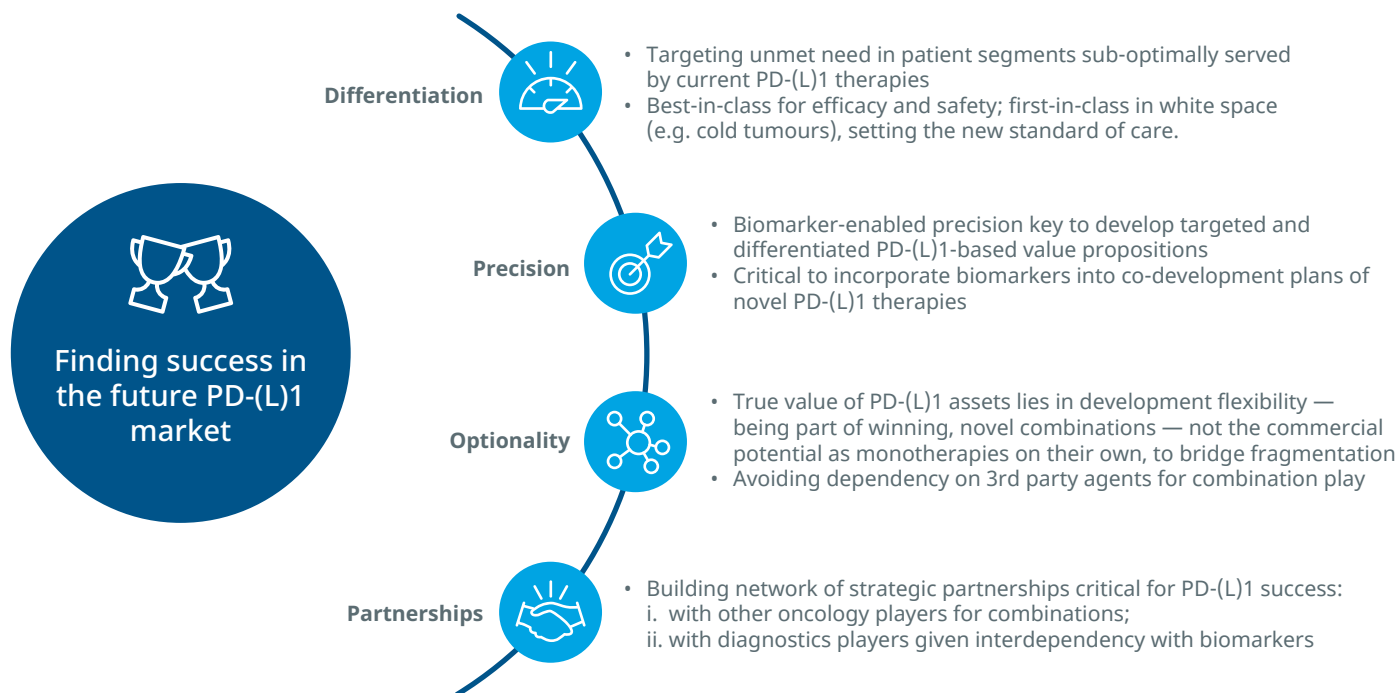 Finding success in
the future PD-(L)1
market
Differentiation
• Targeting unmet need in patient segments sub-optimally served
by current PD-(L)1 therapies
• Best-in-class for efficacy and safety; first-in-class in white space
(e.g. cold tumours), setting the new standard of care.
Precision
• Biomarker-enabled precision key to develop targeted and
differentiated PD-(L)1-based value propositions
• Critical to incorporate biomarkers into co-development plans of
novel PD-(L)1 therapies
Optionality
• True value of PD-(L)1 assets lies in development flexibility —
being part of winning, novel combinations — not the commercial
potential as monotherapies on their own, to bridge fragmentation
• Avoiding dependency on 3rd party agents for combination play
Partnerships
• Building network of strategic partnerships critical for PD-(L)1 success:
i. with other oncology players for combinations;
ii. with diagnostics players given interdependency with biomarkers